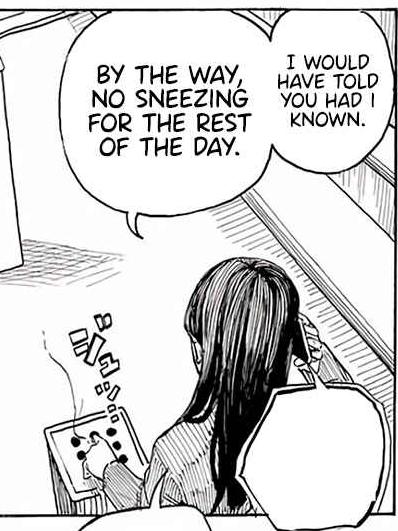 I WOULD
HAVE TOLD
YOU HAD I
KNOWN.
BY THE WAY,
NO SNEEZING
FOR THE REST
OF THE DAY.